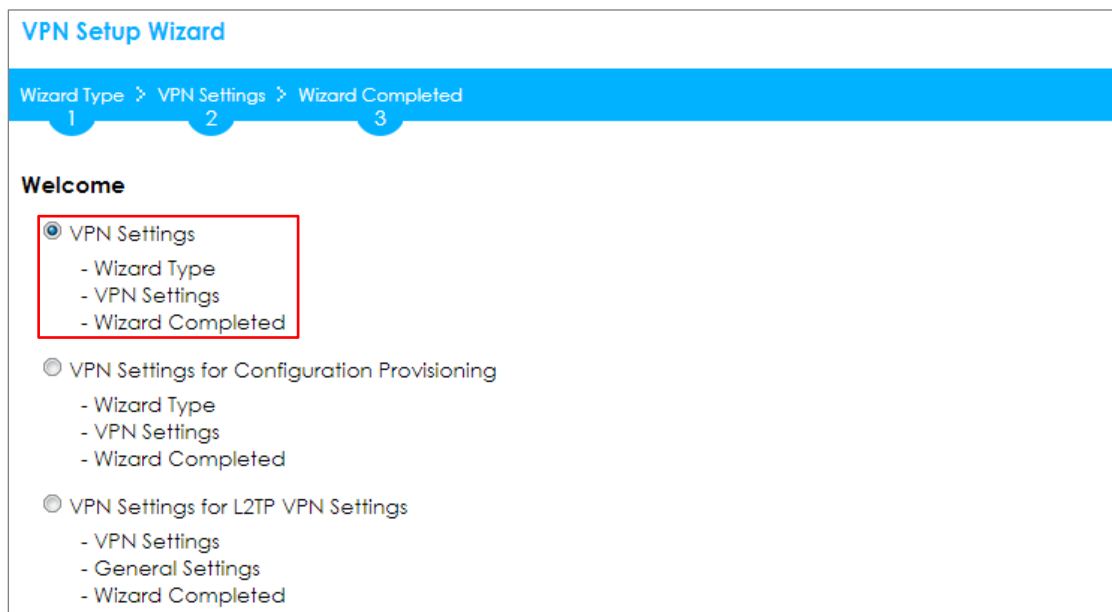 VPN Setup Wizard
Wizard Type > VPN Settings > Wizard Completed
1 2 3
Welcome
VPN Settings
- Wizard Type
- VPN Settings
- Wizard Completed
VPN Settings for Configuration Provisioning
- Wizard Type
- VPN Settings
- Wizard Completed
VPN Settings for L2TP VPN Settings
- VPN Settings
- General Settings
- Wizard Completed